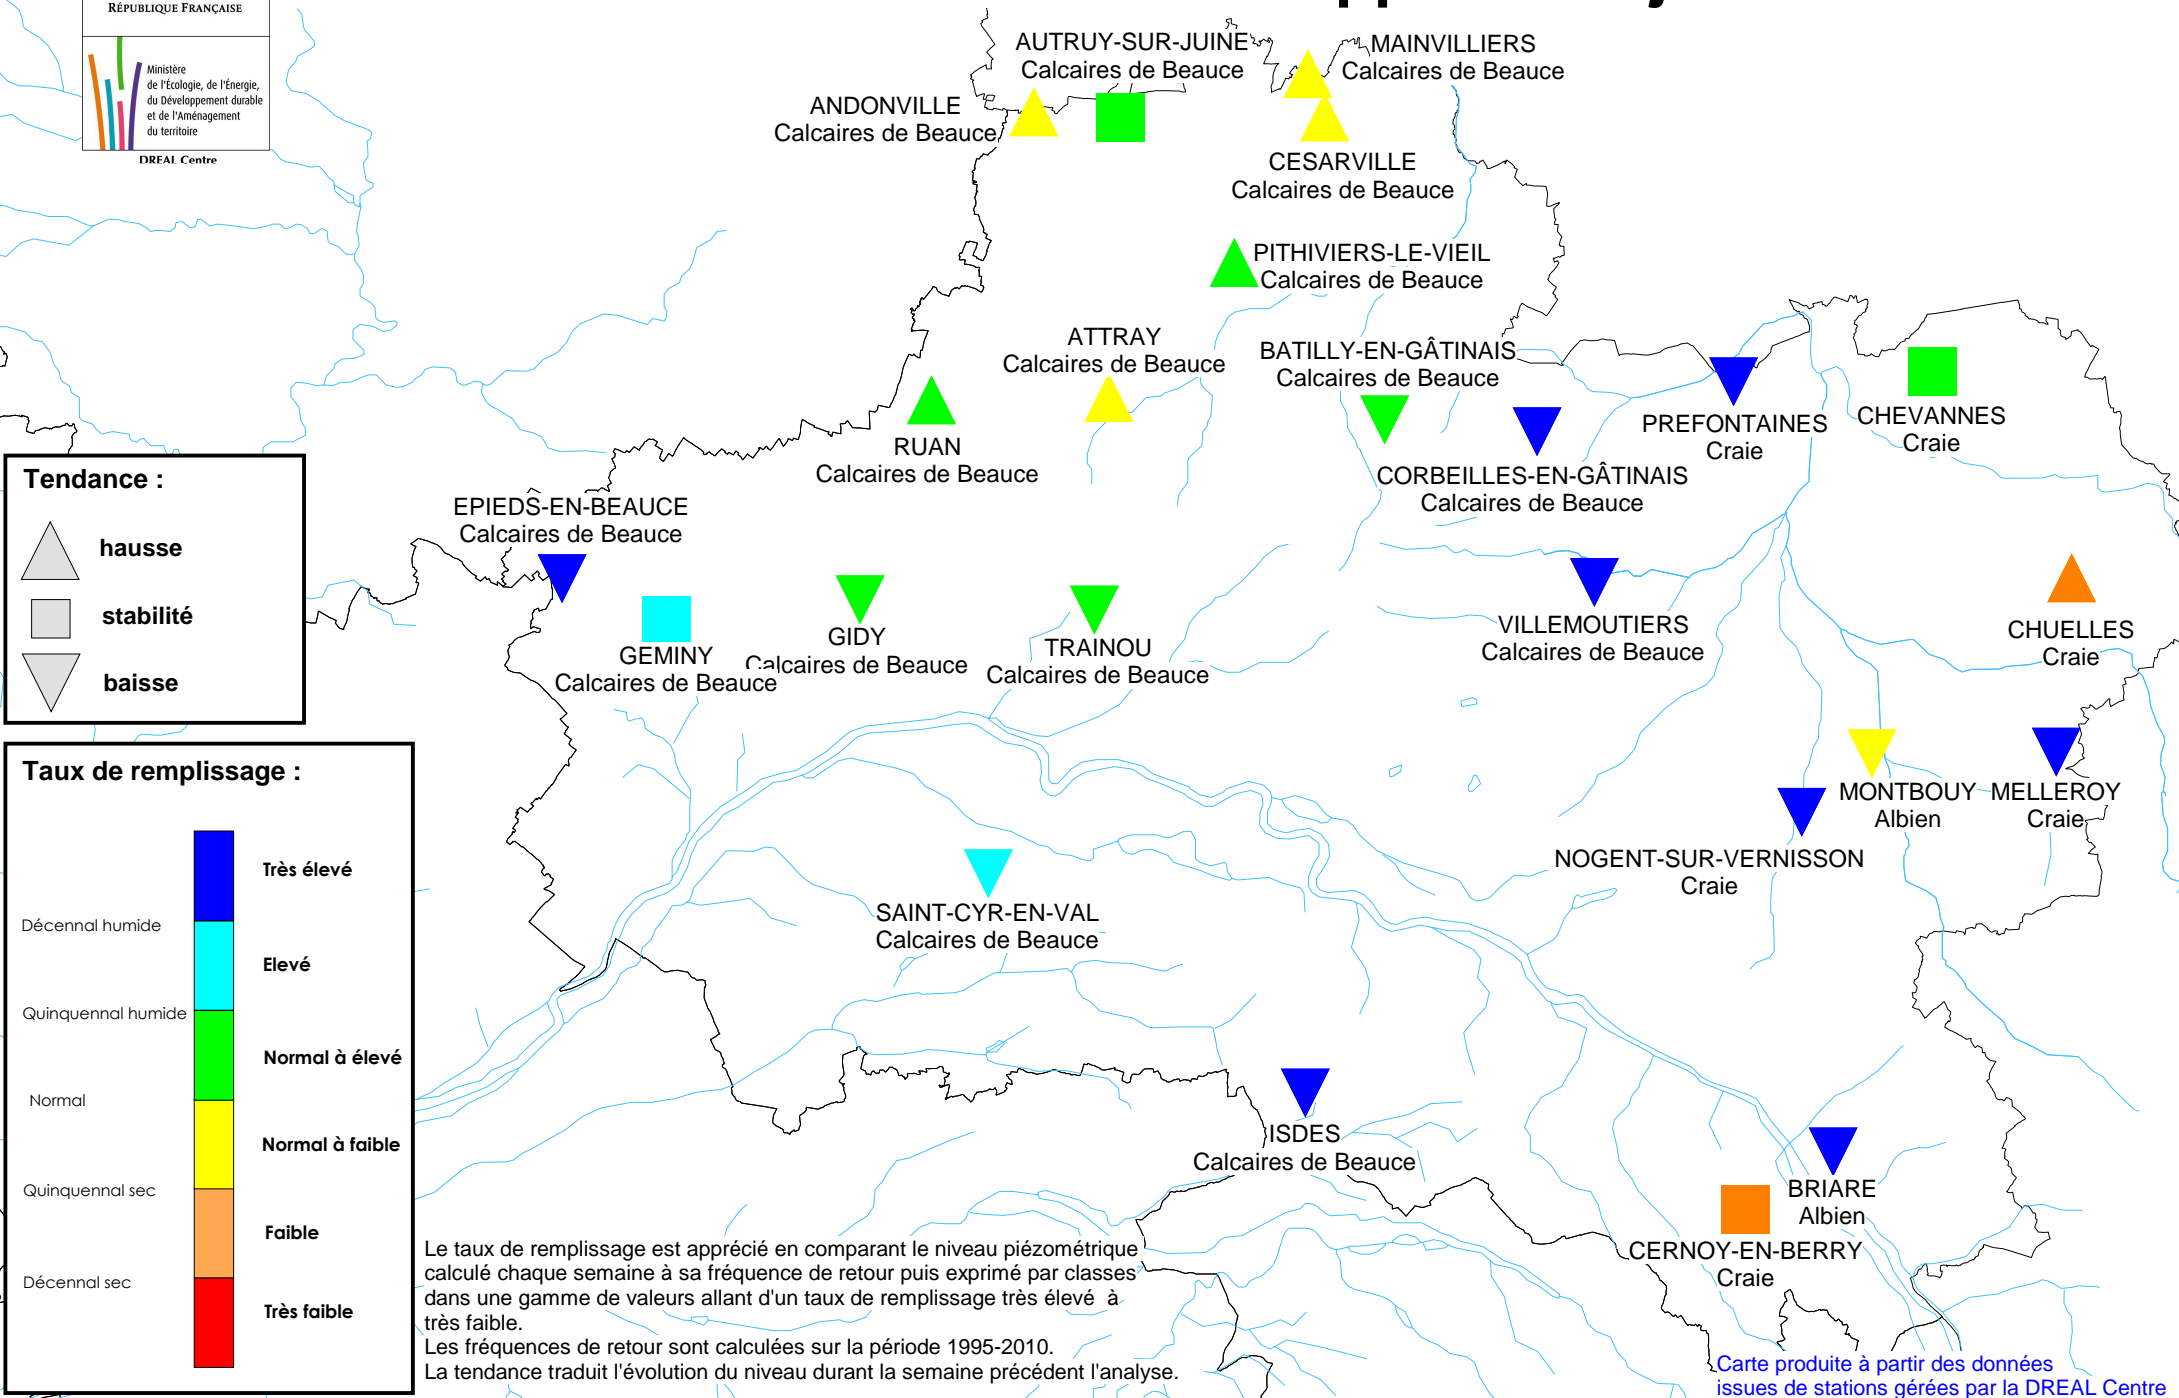 RÉPUBLIQUE FRANÇAISE
Ministère
de l'Écologie, de l'Énergie,
du Développement durable
et de l'Aménagement
du territoire
DREAL Centre
AUTRUY-SUR-JUINE
Calcaires de Beauce
MAINVILLIERS
Calcaires de Beauce
ANDONVILLE
Calcaires de Beauce
CESARVILLE
Calcaires de Beauce
PITHIVIERS-LE-VIEIL
Calcaires de Beauce
ATTRAY
Calcaires de Beauce
BATILLY-EN-GÂTINAIS
Calcaires de Beauce
RUAN
Calcaires de Beauce
PREFONTAINES
Craie
CHEVANNES
Craie
CORBEILLES-EN-GÂTINAIS
Calcaires de Beauce
EPIEDS-EN-BEAUCE
Calcaires de Beauce
GEMINY
Calcaires de Beauce
GIDY
Calcaires de Beauce
TRAINOU
Calcaires de Beauce
VILLEMOUTIERS
Calcaires de Beauce
CHUELLES
Craie
MONTBOUY
Albien
MELLEROY
Craie
NOGENT-SUR-VERNISSON
Craie
SAINT-CYR-EN-VAL
Calcaires de Beauce
ISDES
Calcaires de Beauce
BRIARE
Albien
CERNOY-EN-BERRY
Craie
Tendance :
hausse
stabilité
baisse
Taux de remplissage :
Très élevé
Décennal humide
Elevé
Quinquennal humide
Normal à élevé
Normal
Normal à faible
Quinquennal sec
Faible
Décennal sec
Très faible
Le taux de remplissage est apprécié en comparant le niveau piézométrique
calculé chaque semaine à sa fréquence de retour puis exprimé par classes
dans une gamme de valeurs allant d'un taux de remplissage très élevé à
très faible.
Les fréquences de retour sont calculées sur la période 1995-2010.
La tendance traduit l'évolution du niveau durant la semaine précédent l'analyse.
Carte produite à partir des données
issues de stations gérées par la DREAL Centre